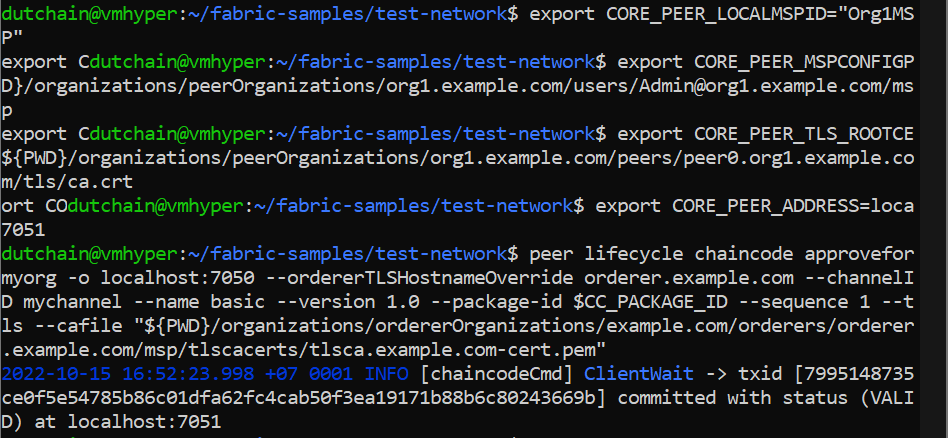 dutchain@vmhyper:~/fabric-samples/test-network$ export CORE_PEER_LOCALMSPID="Org1MS
P"
export Cdutchain@vmhyper:~/fabric-samples/test-network$ export CORE_PEER_MSPCONFIGP
D}/organizations/peerOrganizations/org1.example.com/users/Admin@org1.example.com/ms
p
export Cdutchain@vmhyper:~/fabric-samples/test-network$ export CORE_PEER_TLS_ROOTCE
${PWD}/organizations/peerOrganizations/org1.example.com/peers/peer0.org1.example.co
m/tls/ca.crt
ort COdutchain@vmhyper:~/fabric-samples/test-network$ export CORE_PEER_ADDRESS=loca
7051
dutchain@vmhyper:~/fabric-samples/test-network$ peer lifecycle chaincode approvefor
myorg -o localhost:7050 --ordererTLSHostnameOverride orderer.example.com --channelI
D mychannel --name basic --version 1.0 --package-id $CC_PACKAGE_ID --sequence 1 --t
ls --cafile "${PWD}/organizations/ordererOrganizations/example.com/orderers/orderer
.example.com/msp/tlscacerts/tlsca.example.com-cert.pem"
2022-10-15 16:52:23.998 +07 0001 INFO [chaincodeCmd] ClientWait -> txid [7995148735
ce0f5e54785b86c01dfa62fc4cab50f3ea19171b88b6c80243669b] committed with status (VALI
D) at localhost:7051